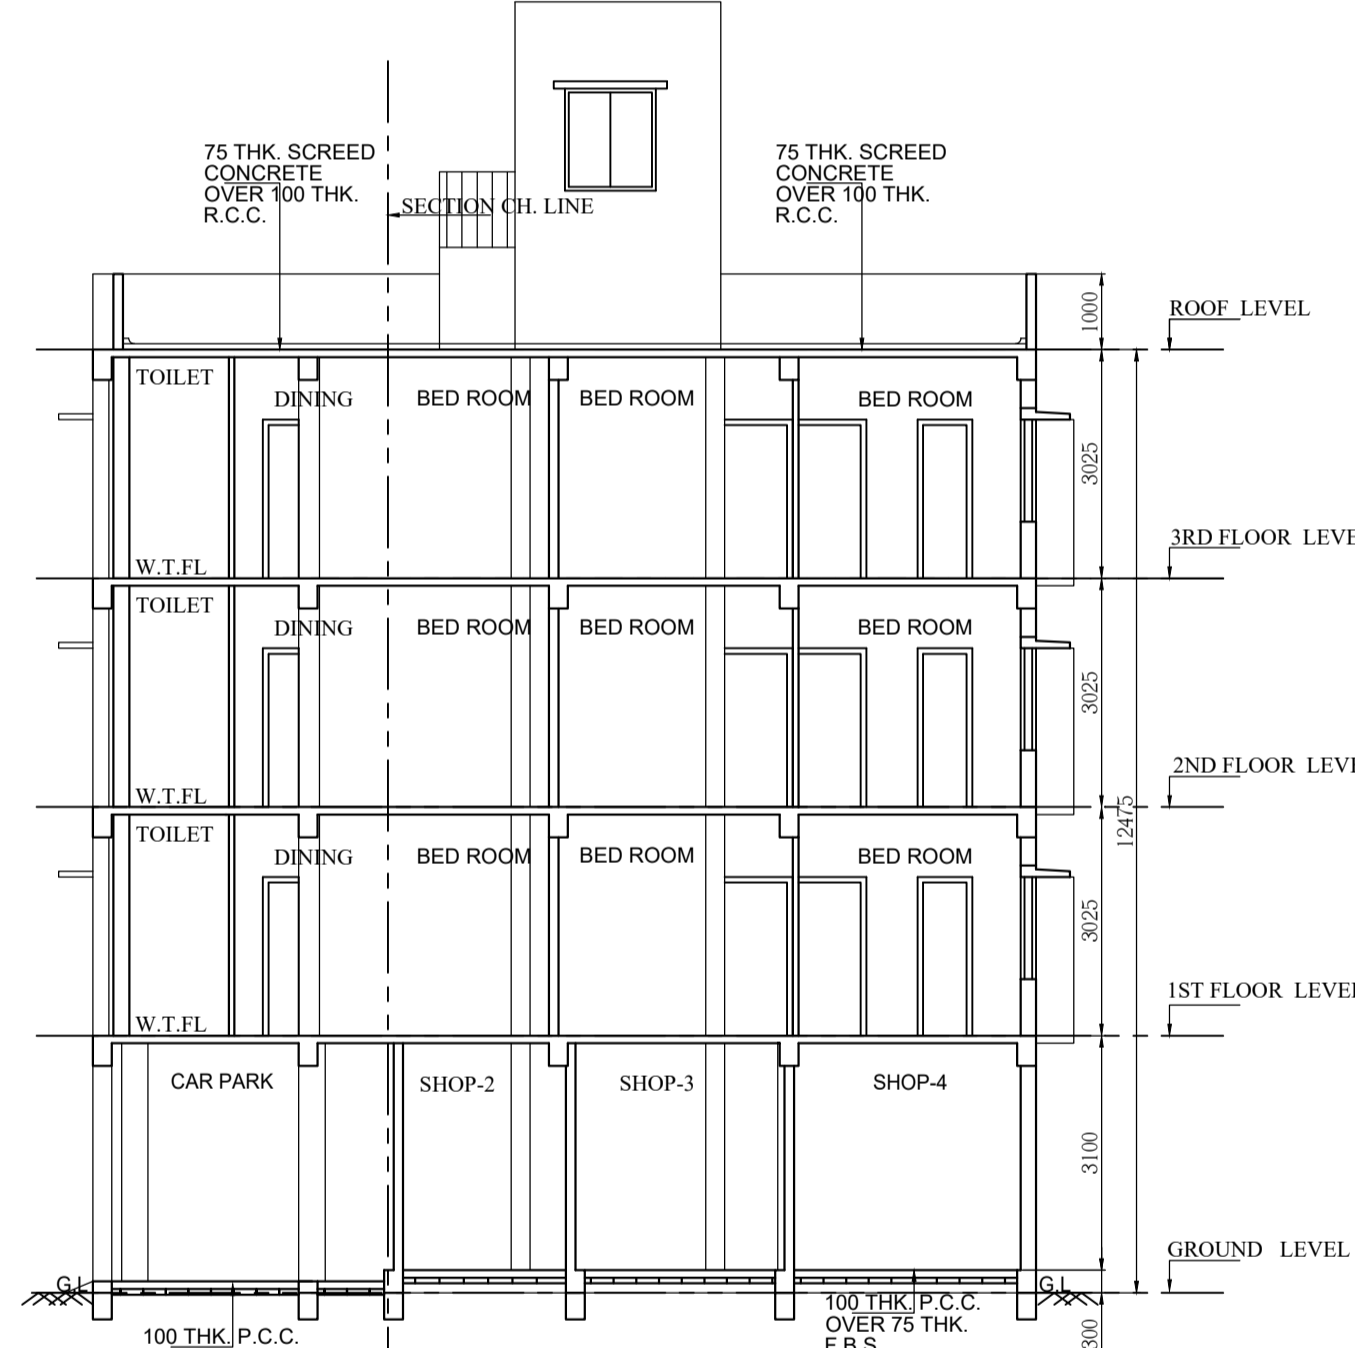 75 THK. SCREED
CONCRETE
OVER 100 THK.
R.C.C.
SECTION CH. LINE
75 THK. SCREED
CONCRETE
OVER 100 THK.
R.C.C.
1000
ROOF LEVEL
TOILET
DINING
BED ROOM
BED ROOM
BED ROOM
3025
W.T.FL
3RD FLOOR LEVE
TOILET
DINING
BED ROOM
BED ROOM
BED ROOM
3025
W.T.FL
2ND FLOOR LEVE
12475
TOILET
DINING
BED ROOM
BED ROOM
BED ROOM
3025
W.T.FL
1ST FLOOR LEVEL
CAR PARK
SHOP-2
SHOP-3
SHOP-4
3100
GROUND LEVEL
G.L
G.L
100 THK. P.C.C.
100 THK. P.C.C.
OVER 75 THK.
F.B.S.
300